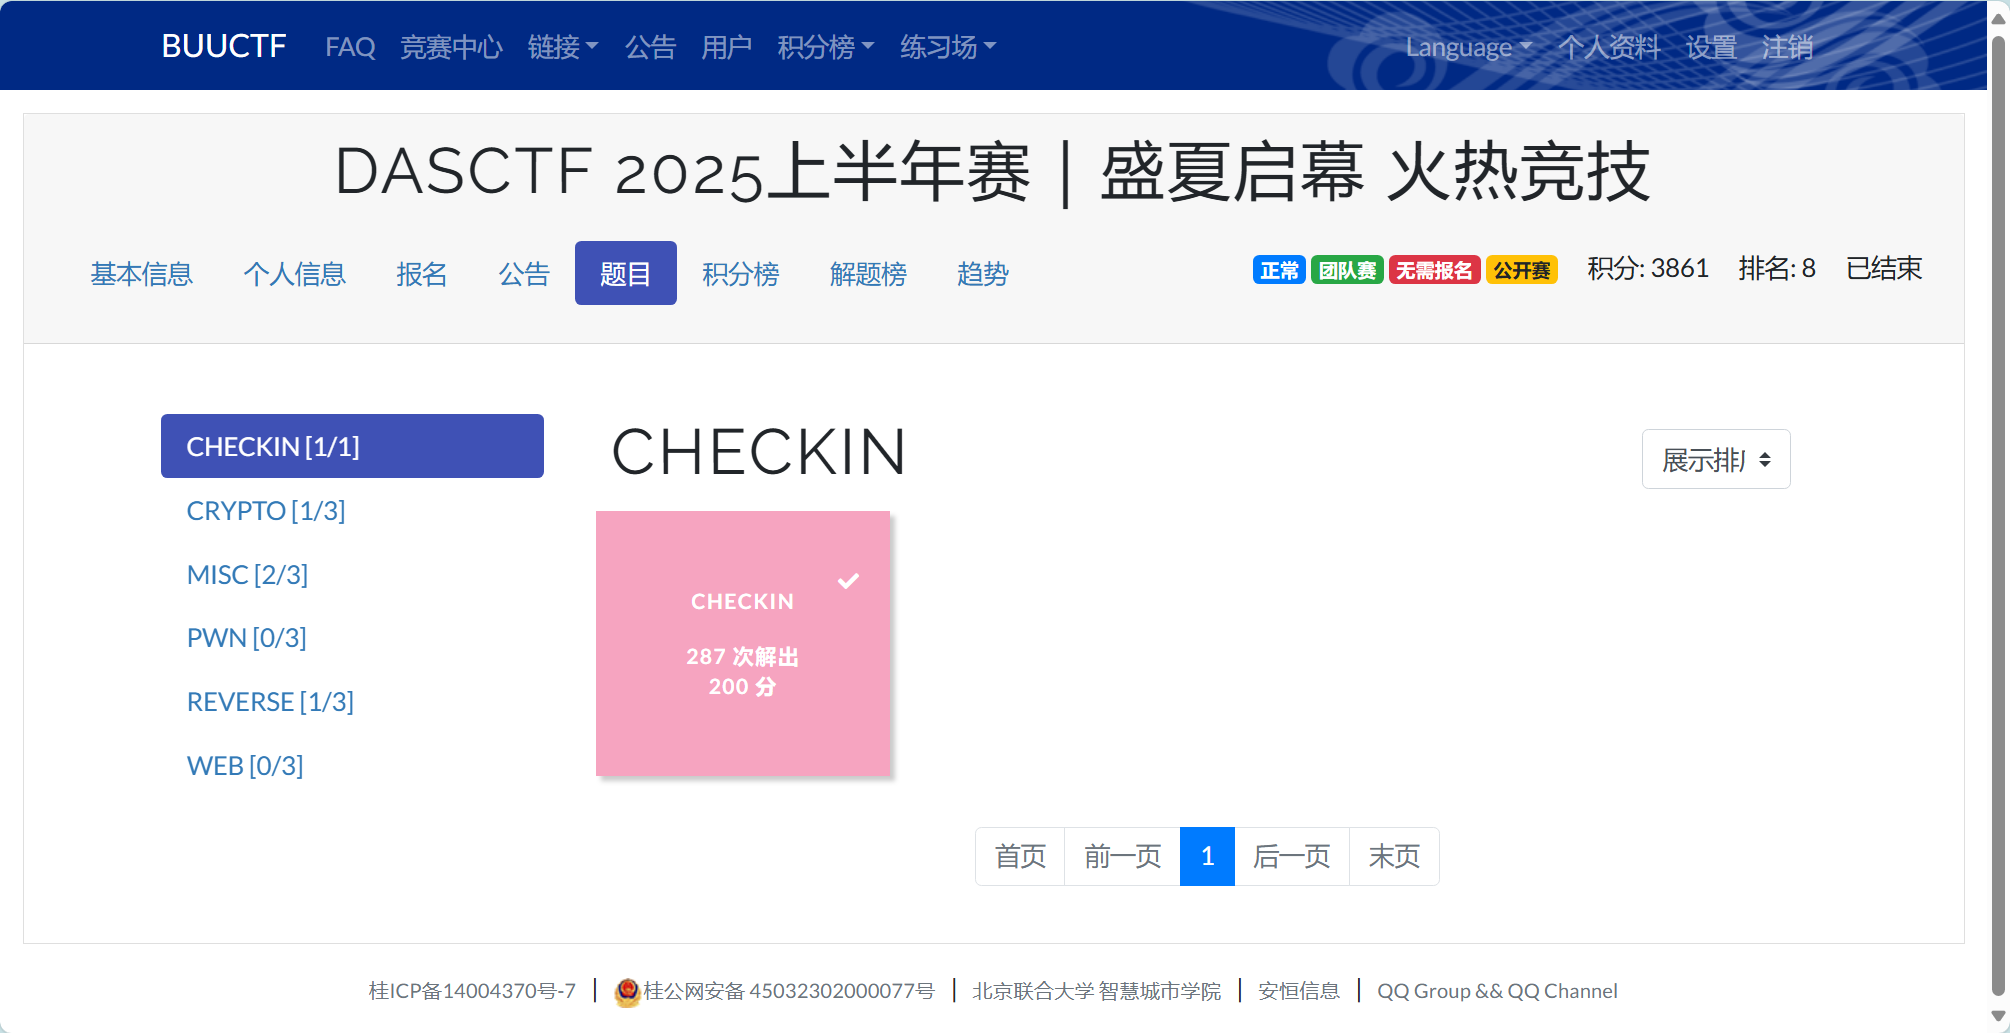 BUUCTF FAQ 竞赛中心 链接 公告 用户 积分榜 练习场 Language 个人资料 设置 注销
DASCTF 2025上半年赛｜盛夏启幕 火热竞技
基本信息 个人信息 报名 公告 题目 积分榜 解题榜 趋势 正常 团队赛 无需报名 公开赛 积分: 3861 排名: 8 已结束
CHECKIN [1/1]
CRYPTO [1/3]
MISC [2/3]
PWN [0/3]
REVERSE [1/3]
WEB [0/3]
CHECKIN
展示排
CHECKIN
287 次解出
200 分
首页 前一页 1 后一页 末页
桂ICP备14004370号-7 | 桂公网安备 45032302000077号 | 北京联合大学 智慧城市学院 | 安恒信息 | QQ Group && QQ Channel